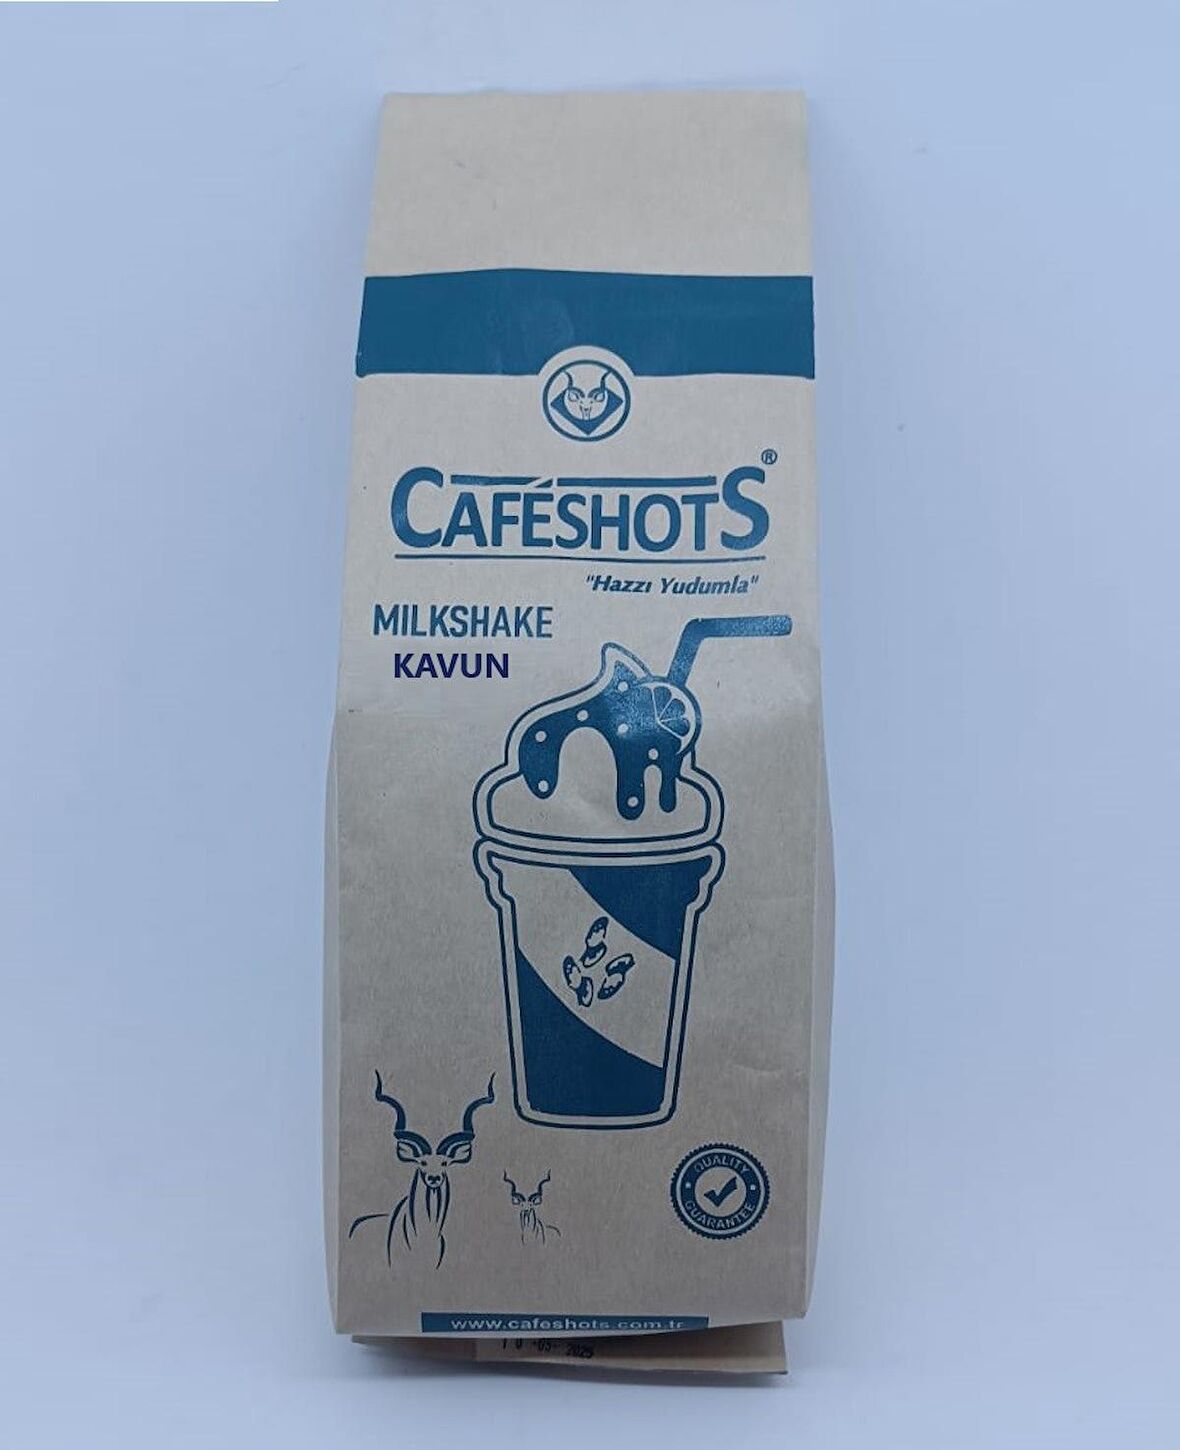 CAFÉSHOTS®
"Hazzı Yudumla"
MILKSHAKE
KAVUN
QUALITY
GUARANTEE
www.cafeshots.com.tr